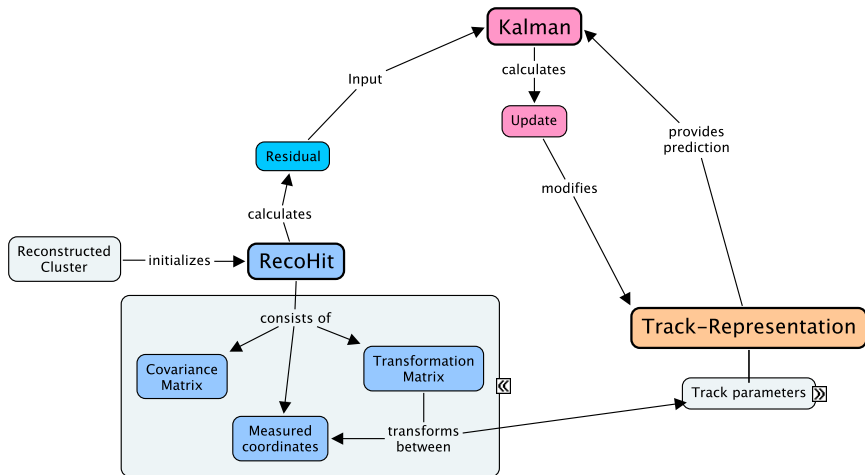 Kalman
calculates
Input
Update
provides
prediction
Residual
modifies
calculates
Reconstructed
Cluster
initializes
RecoHit
consists of
Track-Representation
Covariance
Matrix
Transformation
Matrix
Track parameters
Measured
coordinates
transforms
between